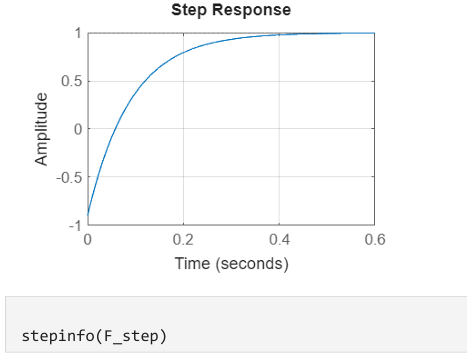 Step Response
1
0.5
0
-0.5
-1
Amplitude
0 0.2 0.4 0.6
Time (seconds)
stepinfo(F_step)